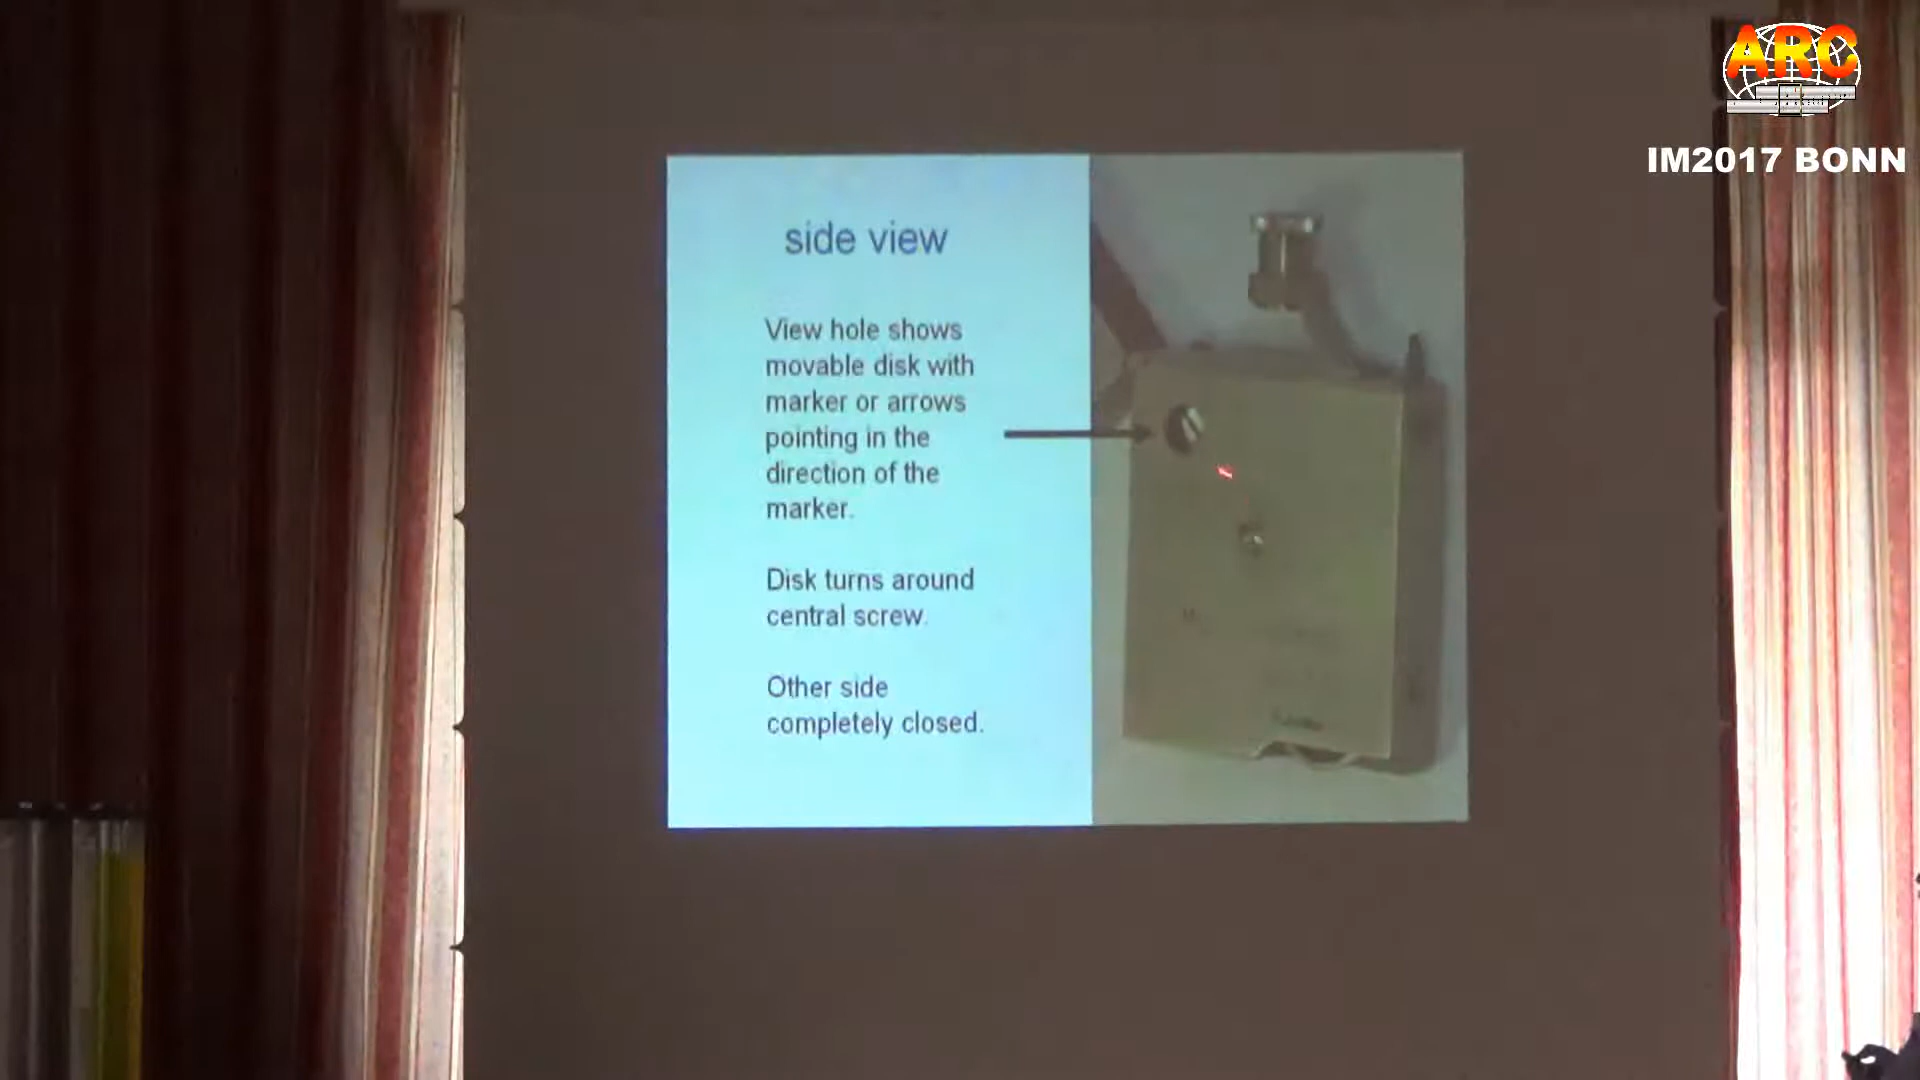 ARC
IM2017 BONN
side view
View hole shows
movable disk with
marker or arrows
pointing in the
direction of the
marker.
Disk turns around
central screw.
Other side
completely closed.